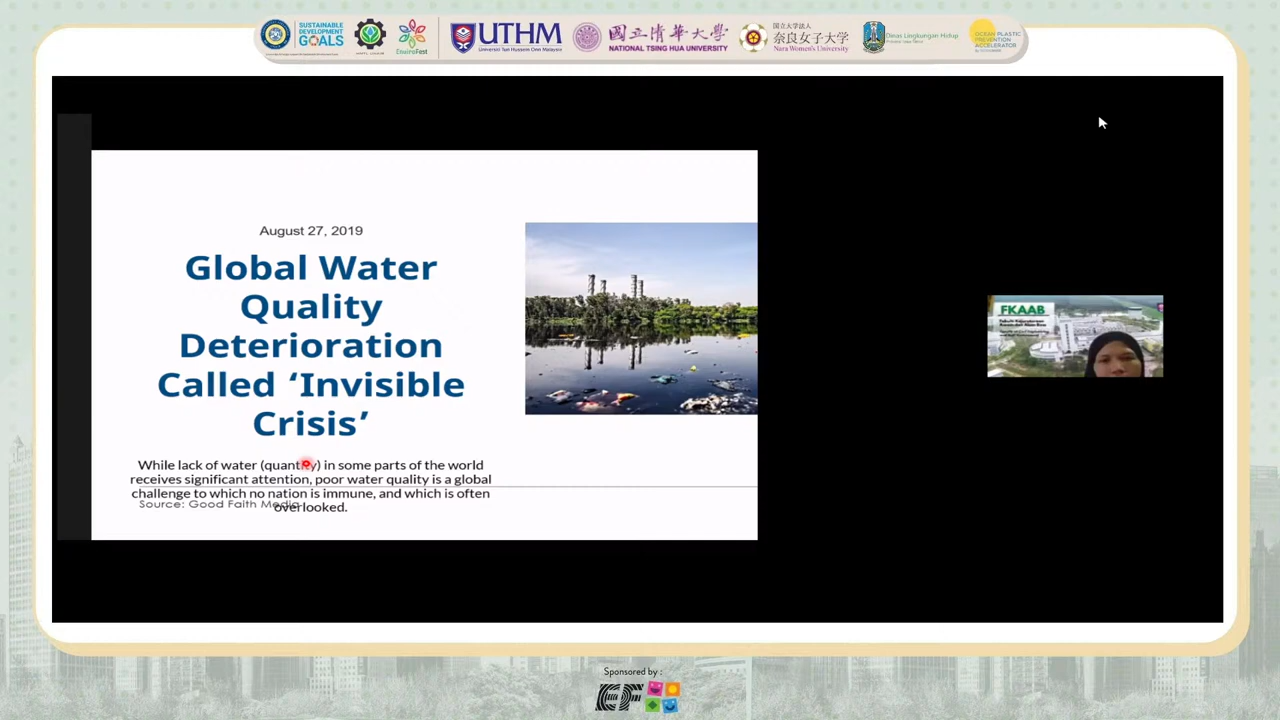 SUSTAINABLE
DEVELOPMENT
GOALS
EnviroFest
UTHM
Universiti Tun Hussein Onn Malaysia
國立清華大學
NATIONAL TSING HUA UNIVERSITY
国立大学法人
奈良女子大学
Nara Women's University
Dinas Lingkungan Hidup
OCEAN PLASTIC
PREVENTION
ACCELERATOR
August 27, 2019
Global Water
Quality
Deterioration
Called ‘Invisible
Crisis’
While lack of water (quantity) in some parts of the world
receives significant attention, poor water quality is a global
challenge to which no nation is immune, and which is often
overlooked.
Source: Good Faith Media
FKAAB
Sponsored by :
EF